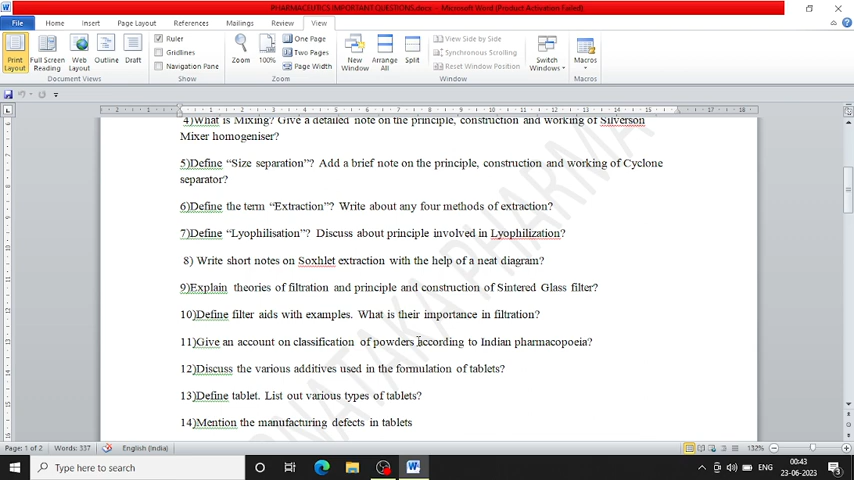 PHARMACEUTICS IMPORTANT QUESTIONS.docx - Microsoft Word (Product Activation Failed)
File Home Insert Page Layout References Mailings Review View
Print Layout Full Screen Reading Web Layout Outline Draft
Ruler
Gridlines
Navigation Pane
Zoom 100%
One Page
Two Pages
Page Width
New Window Arrange All Split
View Side by Side
Synchronous Scrolling
Reset Window Position
Switch Windows Macros
Document Views Show Zoom Window Macros
4)What is Mixing? Give a detailed note on the principle, construction and working of Silverson
Mixer homogeniser?
5)Define “Size separation”? Add a brief note on the principle, construction and working of Cyclone
separator?
6)Define the term “Extraction”? Write about any four methods of extraction?
7)Define “Lyophilisation”? Discuss about principle involved in Lyophilization?
8) Write short notes on Soxhlet extraction with the help of a neat diagram?
9)Explain theories of filtration and principle and construction of Sintered Glass filter?
10)Define filter aids with examples. What is their importance in filtration?
11)Give an account on classification of powders according to Indian pharmacopoeia?
12)Discuss the various additives used in the formulation of tablets?
13)Define tablet. List out various types of tablets?
14)Mention the manufacturing defects in tablets
KARNATAKA PHARMA
Page: 1 of 2 Words: 337 English (India) 132%
Type here to search
ENG
00:43
23-06-2023